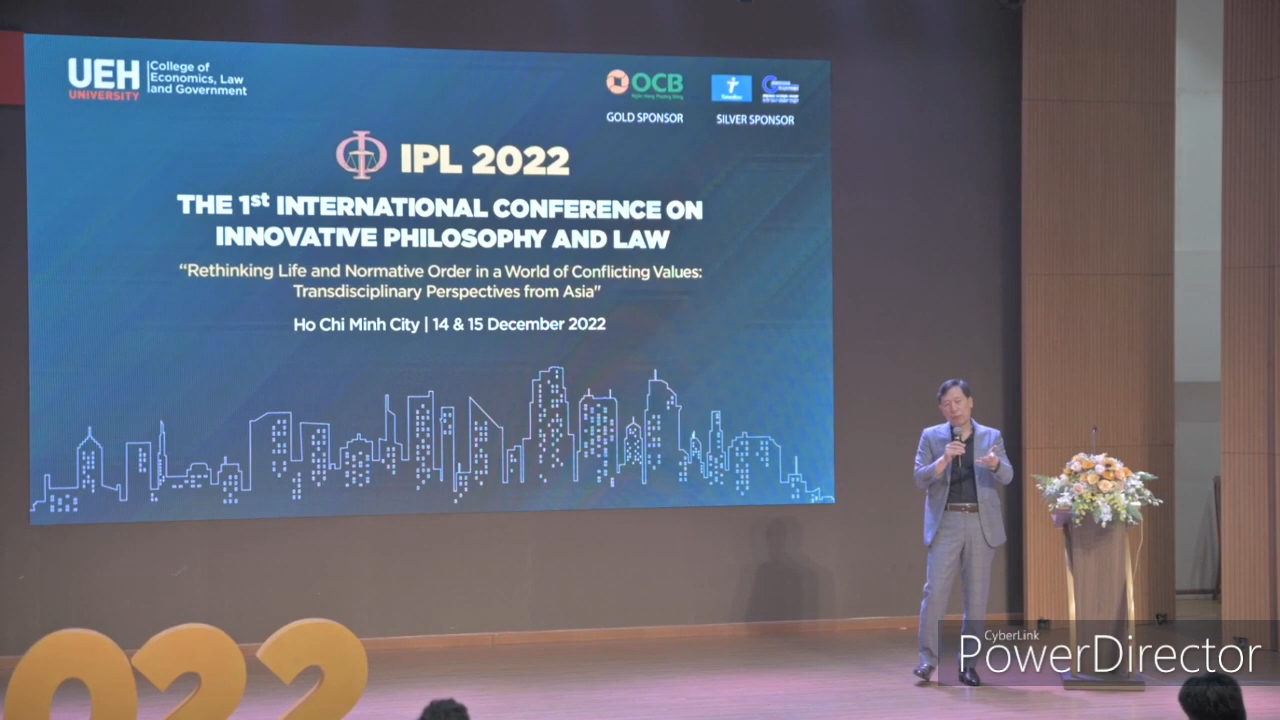 UEH
UNIVERSITY
College of
Economics, Law
and Government
OCB
GOLD SPONSOR
SILVER SPONSOR
IPL 2022
THE 1st INTERNATIONAL CONFERENCE ON
INNOVATIVE PHILOSOPHY AND LAW
“Rethinking Life and Normative Order in a World of Conflicting Values:
Transdisciplinary Perspectives from Asia"
Ho Chi Minh City | 14 & 15 December 2022
022
CyberLink
PowerDirector